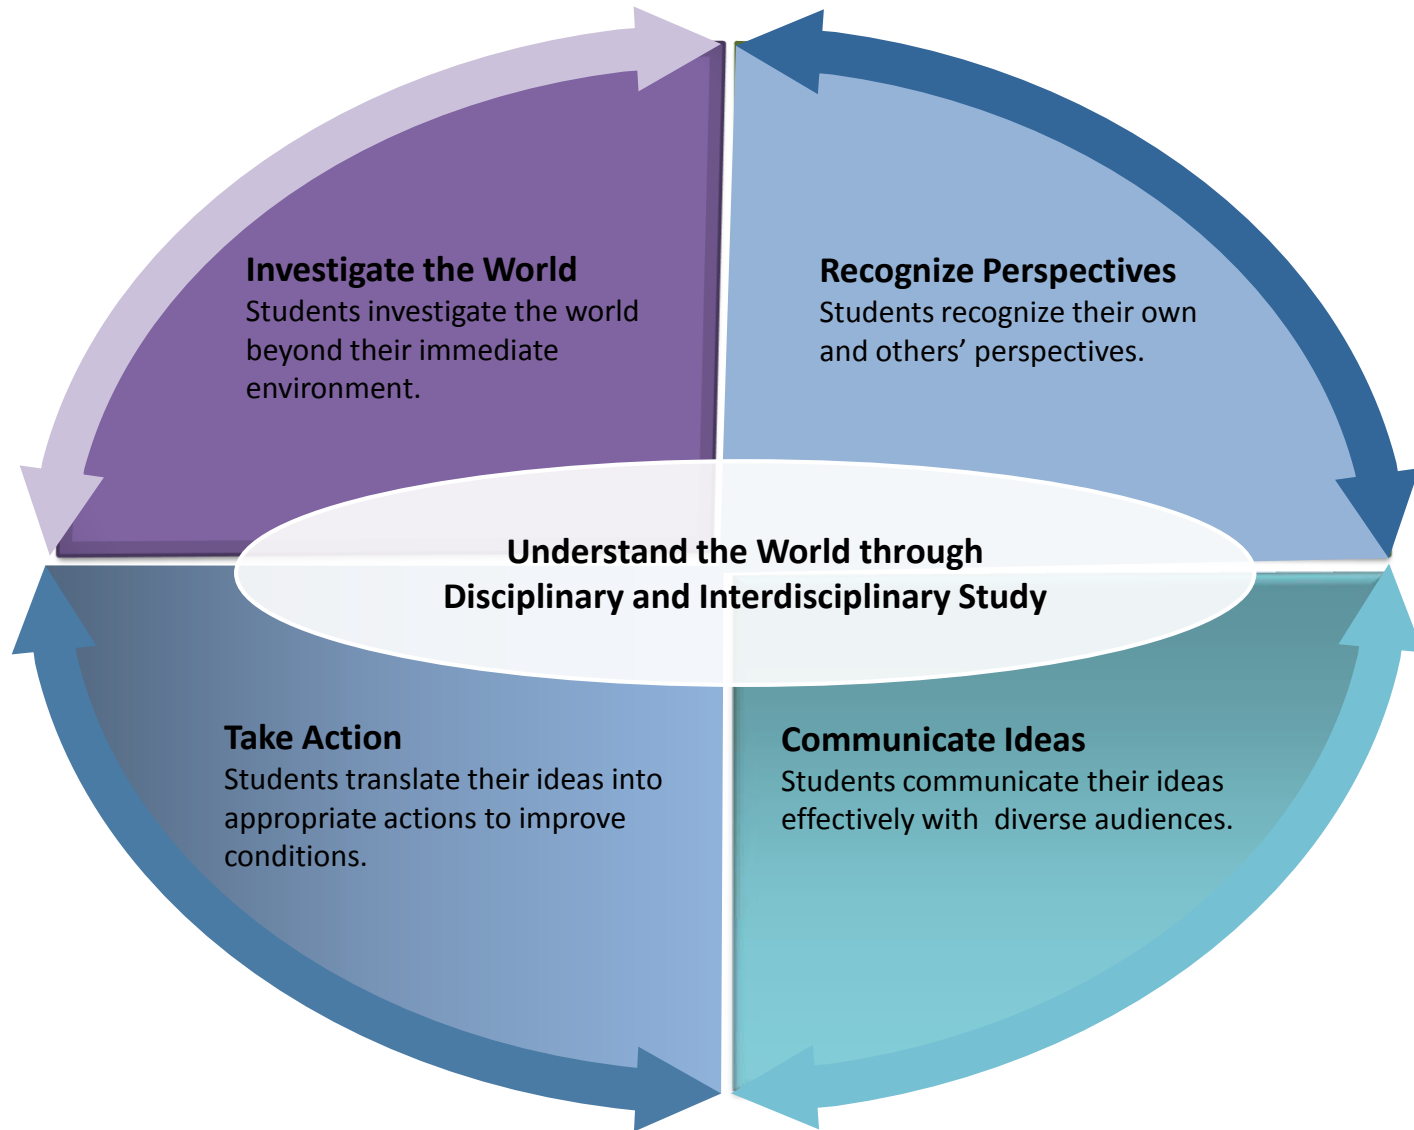 Investigate the World
Students investigate the world
beyond their immediate
environment.
Recognize Perspectives
Students recognize their own
and others’ perspectives.
Understand the World through
Disciplinary and Interdisciplinary Study
Take Action
Students translate their ideas into
appropriate actions to improve
conditions.
Communicate Ideas
Students communicate their ideas
effectively with  diverse audiences.